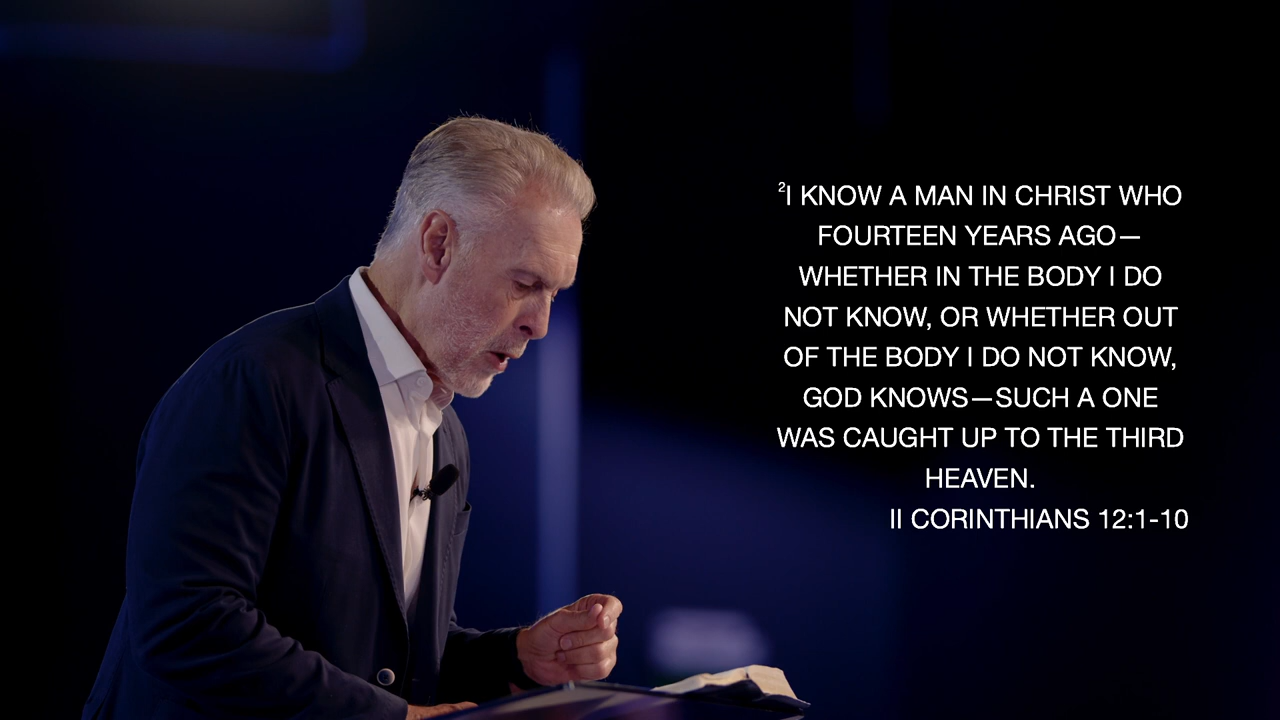 ²I KNOW A MAN IN CHRIST WHO
FOURTEEN YEARS AGO—
WHETHER IN THE BODY I DO
NOT KNOW, OR WHETHER OUT
OF THE BODY I DO NOT KNOW,
GOD KNOWS—SUCH A ONE
WAS CAUGHT UP TO THE THIRD
HEAVEN.
II CORINTHIANS 12:1-10